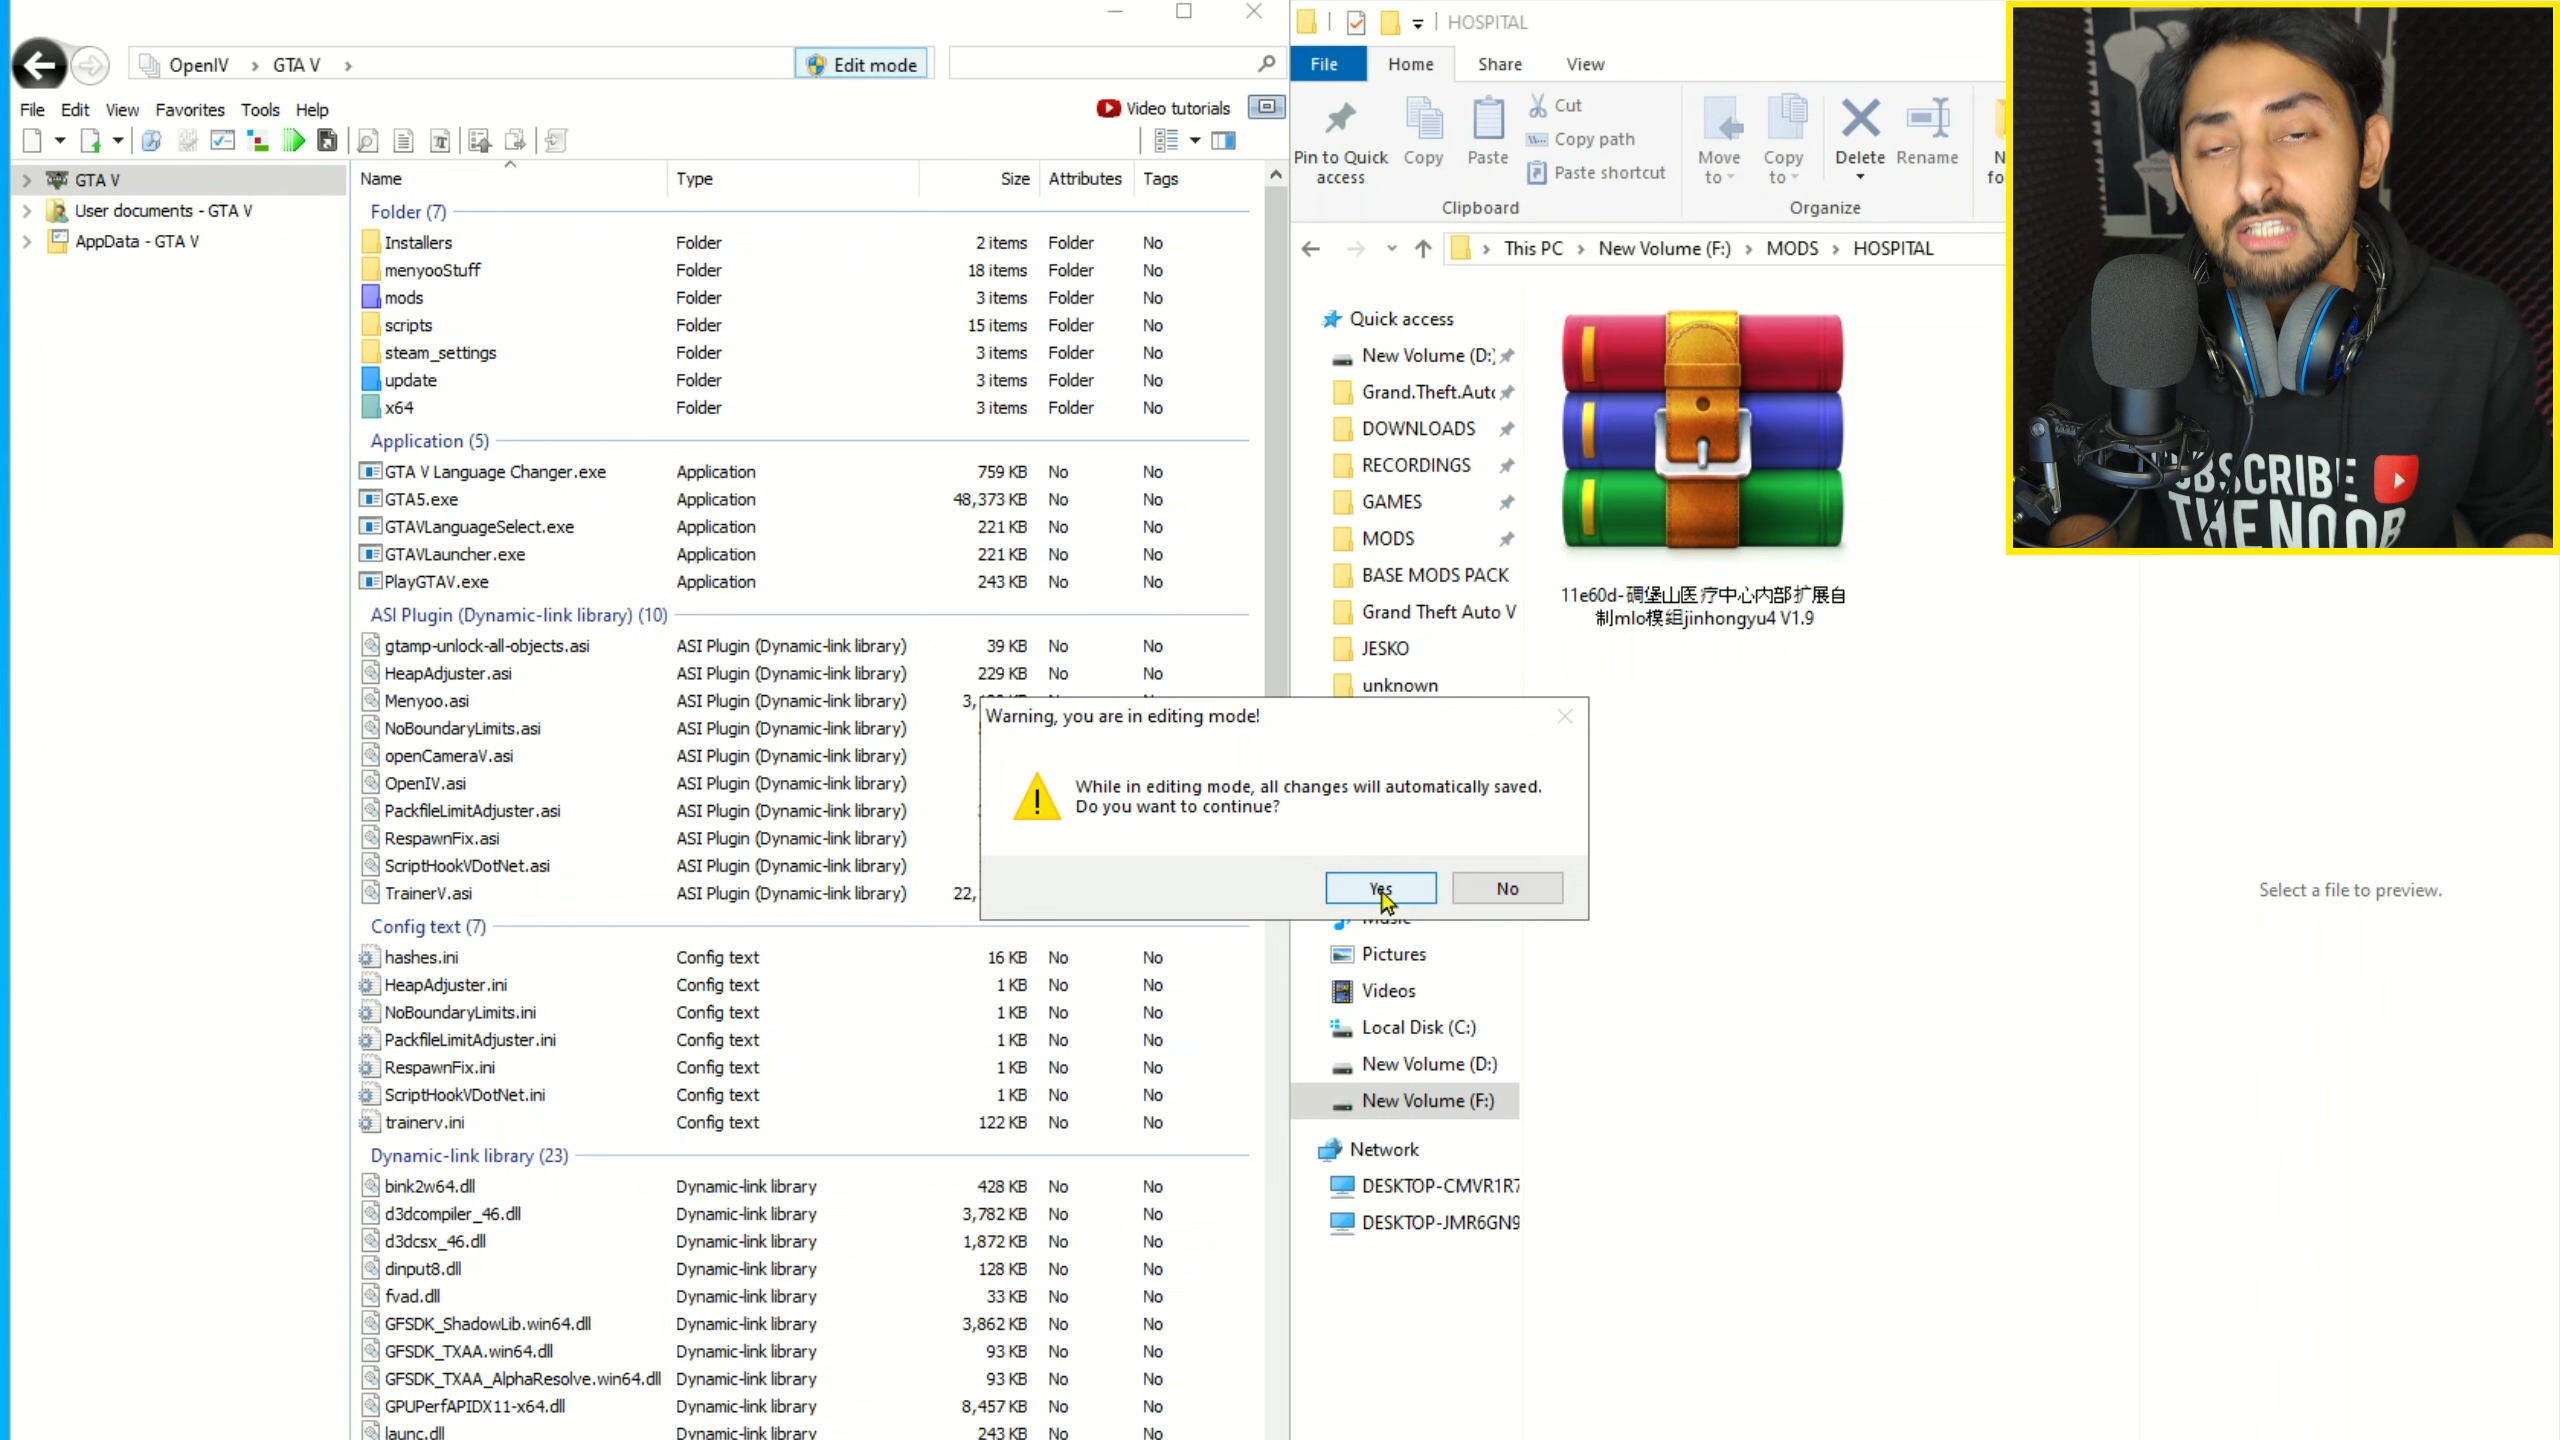 OpenIV › GTA V ›
Edit mode
File Edit View Favorites Tools Help
Video tutorials
GTA V
User documents - GTA V
AppData - GTA V
Name Type Size Attributes Tags
Folder (7)
Installers Folder 2 items Folder No
menyooStuff Folder 18 items Folder No
mods Folder 3 items Folder No
scripts Folder 15 items Folder No
steam_settings Folder 3 items Folder No
update Folder 3 items Folder No
x64 Folder 3 items Folder No
Application (5)
GTA V Language Changer.exe Application 759 KB No No
GTA5.exe Application 48,373 KB No No
GTAVLanguageSelect.exe Application 221 KB No No
GTAVLauncher.exe Application 221 KB No No
PlayGTAV.exe Application 243 KB No No
ASI Plugin (Dynamic-link library) (10)
gtamp-unlock-all-objects.asi ASI Plugin (Dynamic-link library) 39 KB No No
HeapAdjuster.asi ASI Plugin (Dynamic-link library) 229 KB No No
Menyoo.asi ASI Plugin (Dynamic-link library) 3,
NoBoundaryLimits.asi ASI Plugin (Dynamic-link library)
openCameraV.asi ASI Plugin (Dynamic-link library)
OpenIV.asi ASI Plugin (Dynamic-link library)
PackfileLimitAdjuster.asi ASI Plugin (Dynamic-link library)
RespawnFix.asi ASI Plugin (Dynamic-link library)
ScriptHookVDotNet.asi ASI Plugin (Dynamic-link library)
TrainerV.asi ASI Plugin (Dynamic-link library) 22,
Config text (7)
hashes.ini Config text 16 KB No No
HeapAdjuster.ini Config text 1 KB No No
NoBoundaryLimits.ini Config text 1 KB No No
PackfileLimitAdjuster.ini Config text 1 KB No No
RespawnFix.ini Config text 1 KB No No
ScriptHookVDotNet.ini Config text 1 KB No No
trainerv.ini Config text 122 KB No No
Dynamic-link library (23)
bink2w64.dll Dynamic-link library 428 KB No No
d3dcompiler_46.dll Dynamic-link library 3,782 KB No No
d3dcsx_46.dll Dynamic-link library 1,872 KB No No
dinput8.dll Dynamic-link library 128 KB No No
fvad.dll Dynamic-link library 33 KB No No
GFSDK_ShadowLib.win64.dll Dynamic-link library 3,862 KB No No
GFSDK_TXAA.win64.dll Dynamic-link library 93 KB No No
GFSDK_TXAA_AlphaResolve.win64.dll Dynamic-link library 93 KB No No
GPUPerfAPIDX11-x64.dll Dynamic-link library 8,457 KB No No
launc.dll Dynamic-link library 243 KB No No
Warning, you are in editing mode!
While in editing mode, all changes will automatically saved.
Do you want to continue?
Yes No
HOSPITAL
File Home Share View
Pin to Quick access
Copy
Paste
Cut
Copy path
Paste shortcut
Move to
Copy to
Delete
Rename
Clipboard Organize
This PC › New Volume (F:) › MODS › HOSPITAL
Quick access
New Volume (D:)
Grand.Theft.Auto
DOWNLOADS
RECORDINGS
GAMES
MODS
BASE MODS PACK
Grand Theft Auto V
JESKO
unknown
Music
Pictures
Videos
Local Disk (C:)
New Volume (D:)
New Volume (F:)
Network
DESKTOP-CMVR1R7
DESKTOP-JMR6GN9
11e60d-碉堡山医疗中心内部扩展自
制mlo模组jinhongyu4 V1.9
Select a file to preview.
UBSCRIBE
THENOOB